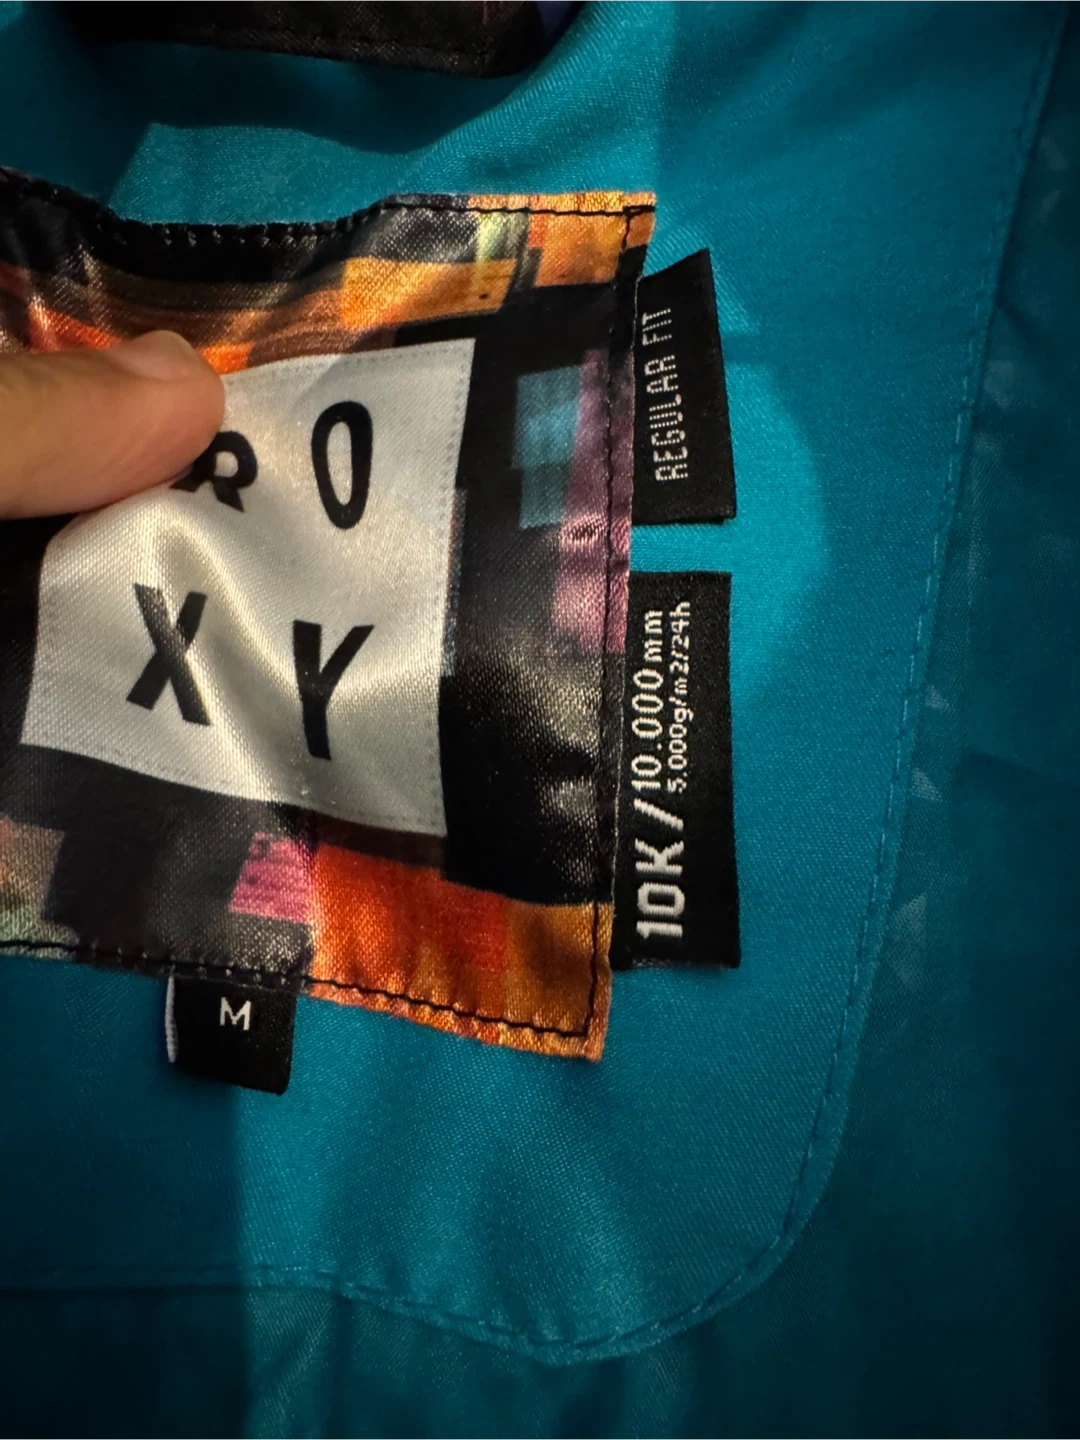 RO
XY
REGULAR FIT
10K/10.000mm
5.000g/m2/24h
M